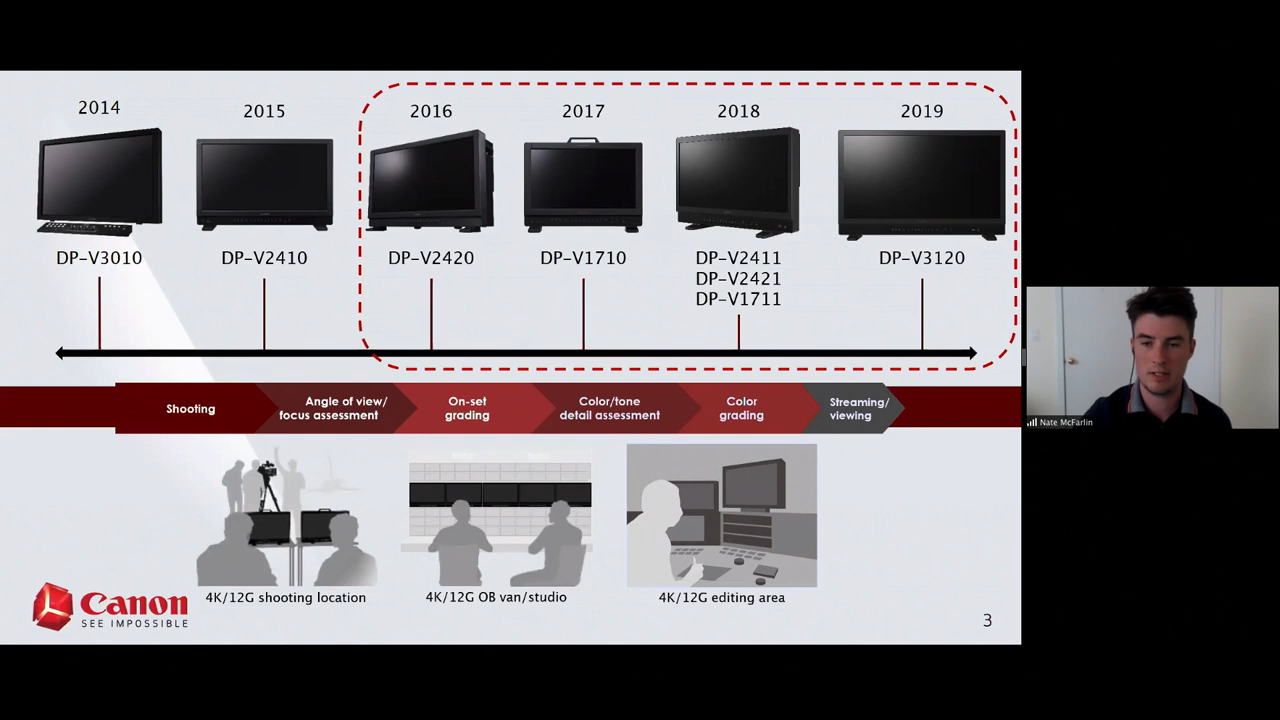 2014
2015
2016
2017
2018
2019
DP-V3010
DP-V2410
DP-V2420
DP-V1710
DP-V2411
DP-V2421
DP-V1711
DP-V3120
Shooting
Angle of view/
focus assessment
On-set
grading
Color/tone
detail assessment
Color
grading
Streaming/
viewing
Nate McFarlin
4K/12G shooting location
4K/12G OB van/studio
4K/12G editing area
Canon
SEE IMPOSSIBLE
3